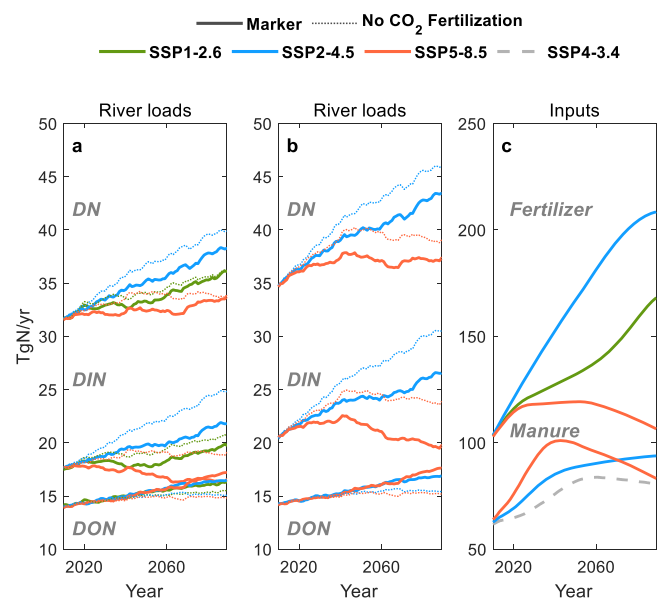 Marker No CO2 Fertilization
SSP1-2.6 SSP2-4.5 SSP5-8.5 SSP4-3.4
River loads River loads Inputs
50 50 250
a b c
45 45
DN DN Fertilizer
40 40 200
35 35
30 30 150
DIN DIN
25 25
Manure
20 20 100
15 15
DON DON
10 10 50
2020 2060 2020 2060 2020 2060
Year Year Year
TgN/yr